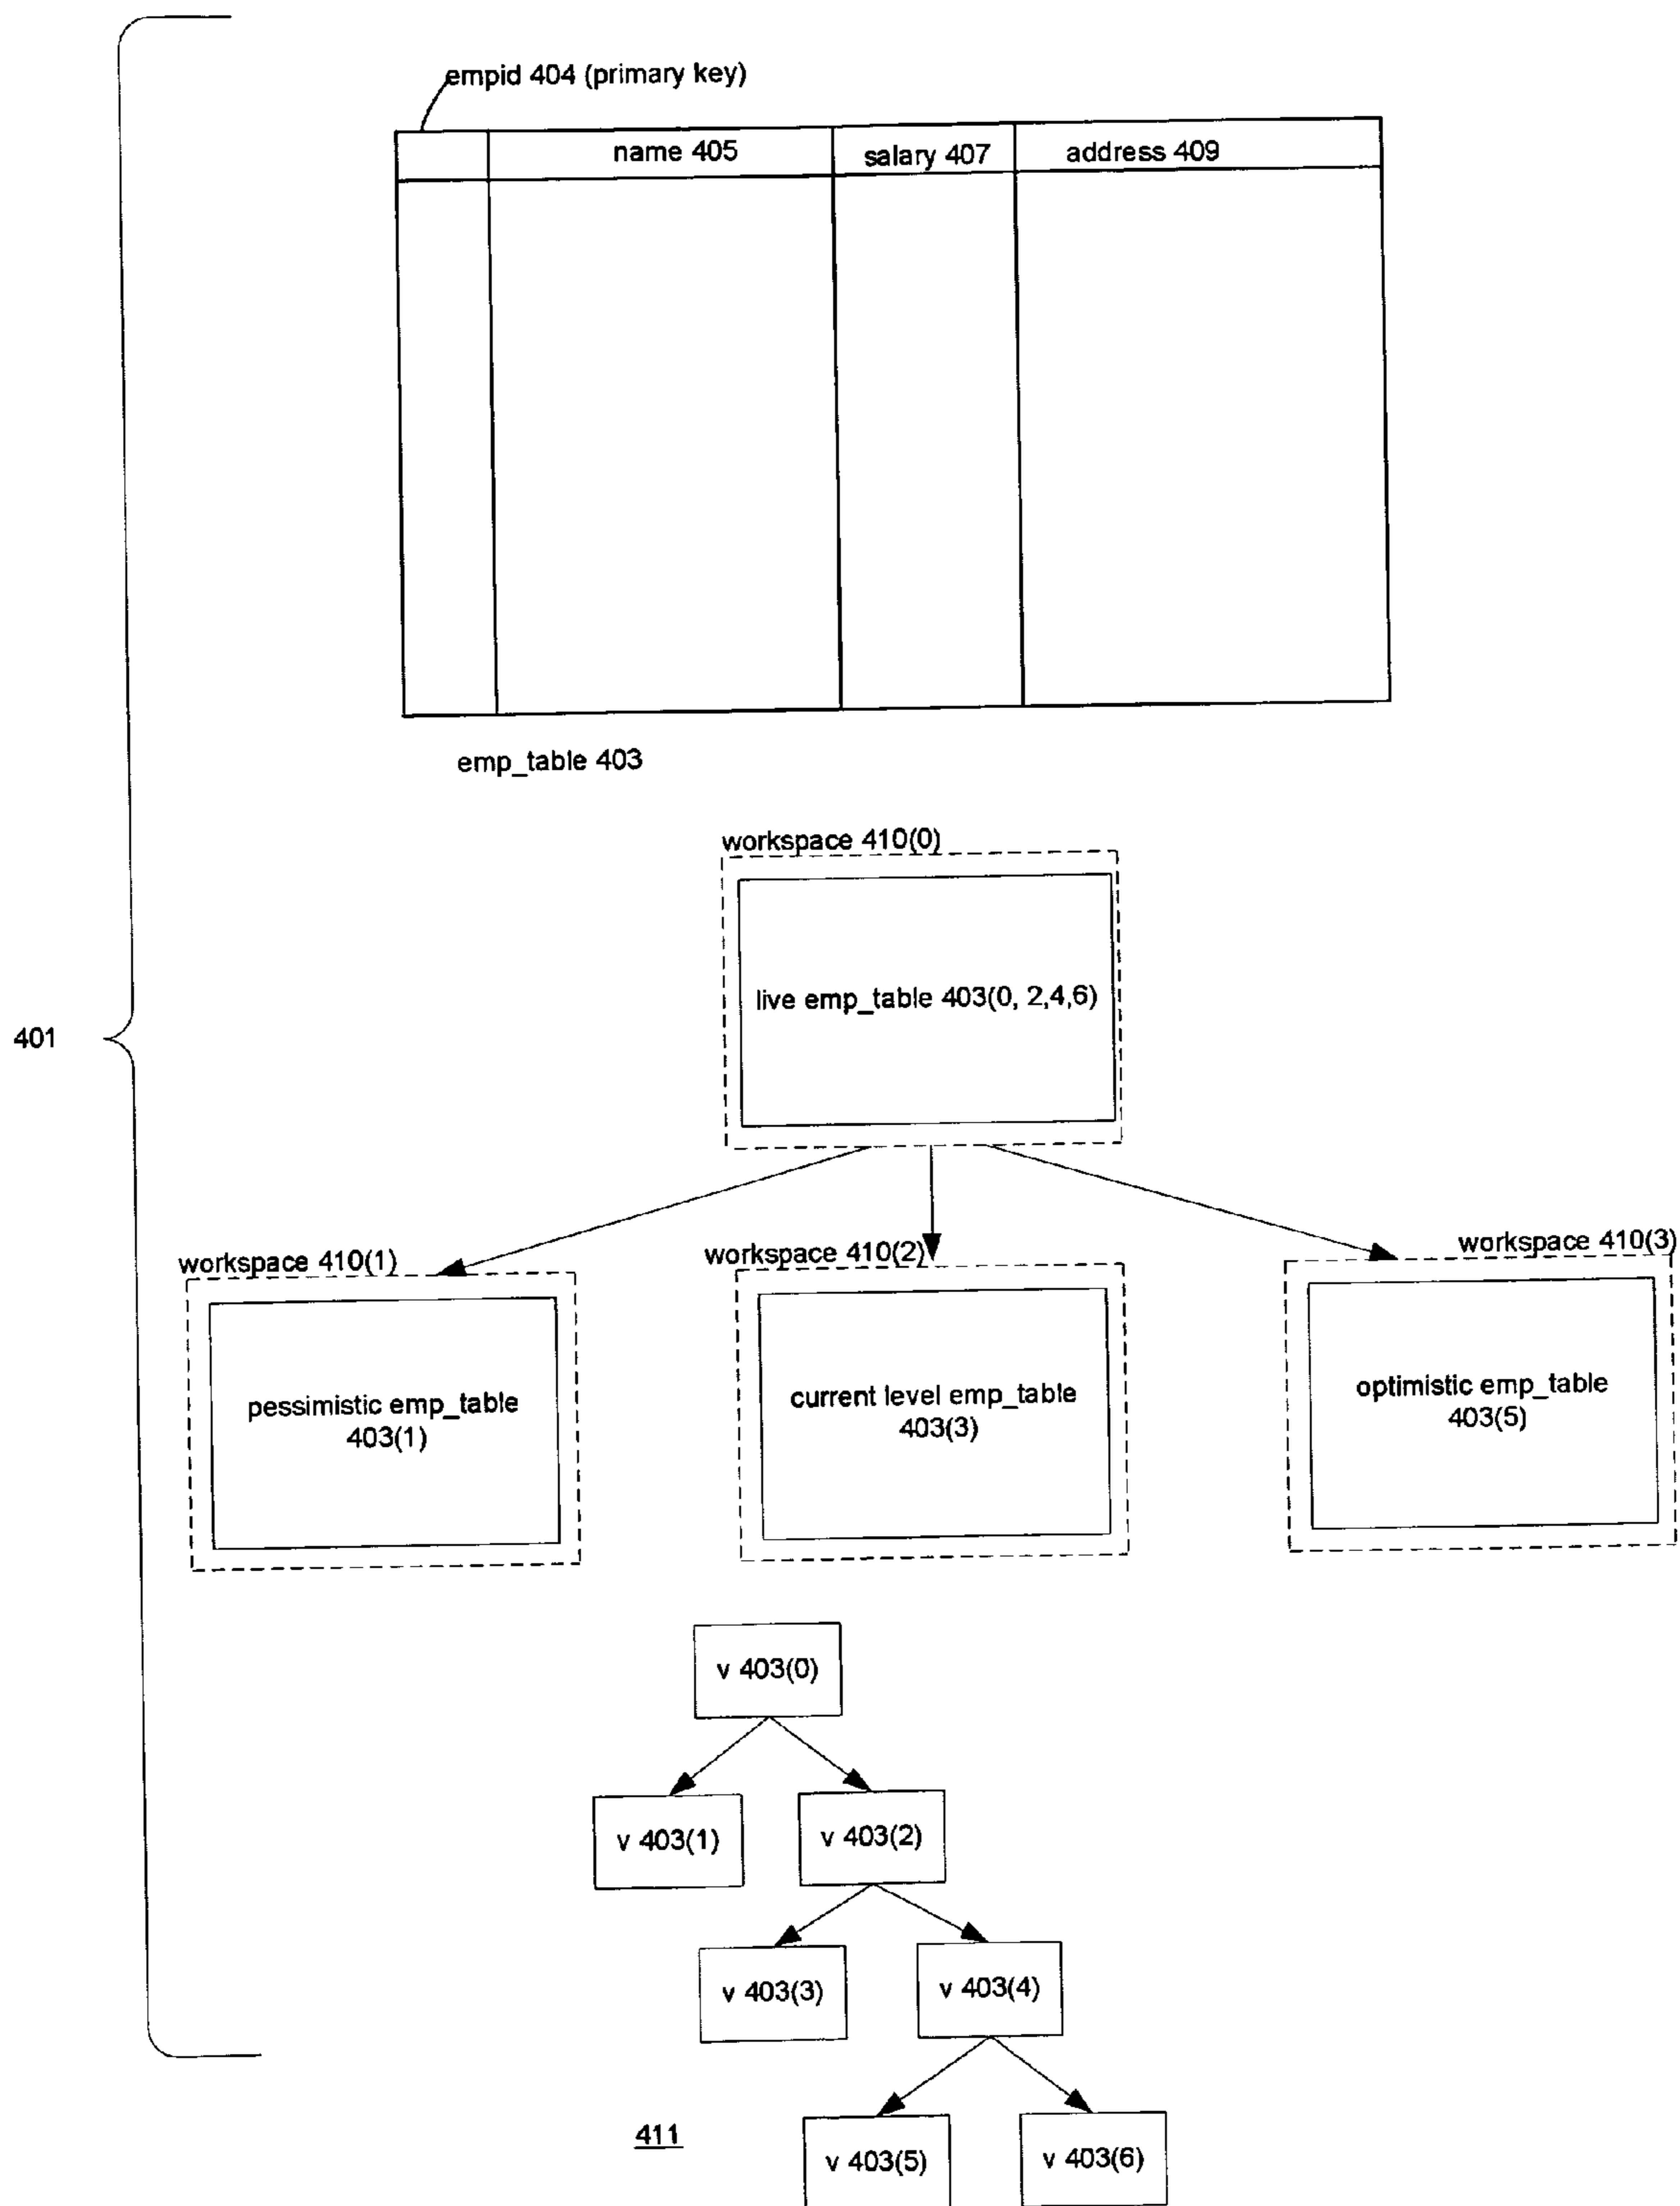 empid 404 (primary key)
name 405 salary 407 address 409
emp_table 403
workspace 410(0)
live emp_table 403(0, 2,4,6)
401
workspace 410(1) workspace 410(2) workspace 410(3)
pessimistic emp_table
403(1)
current level emp_table
403(3)
optimistic emp_table
403(5)
v 403(0)
v 403(1) v 403(2)
v 403(3) v 403(4)
411
v 403(5) v 403(6)